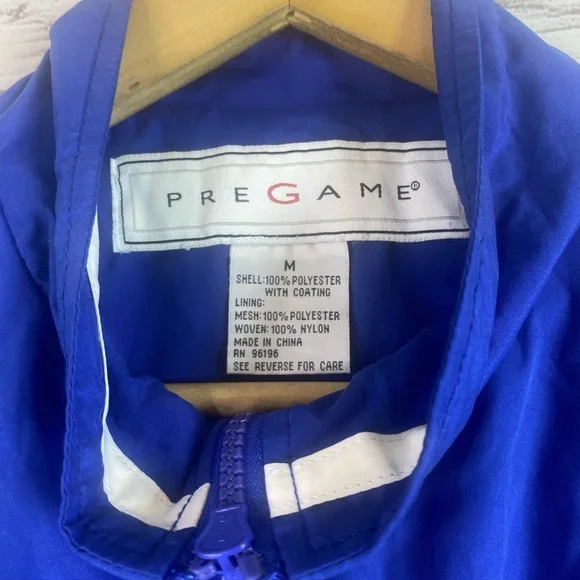 PREGAME®
M
SHELL:100% POLYESTER
WITH COATING
LINING:
MESH:100% POLYESTER
WOVEN:100% NYLON
MADE IN CHINA
RN 96196
SEE REVERSE FOR CARE